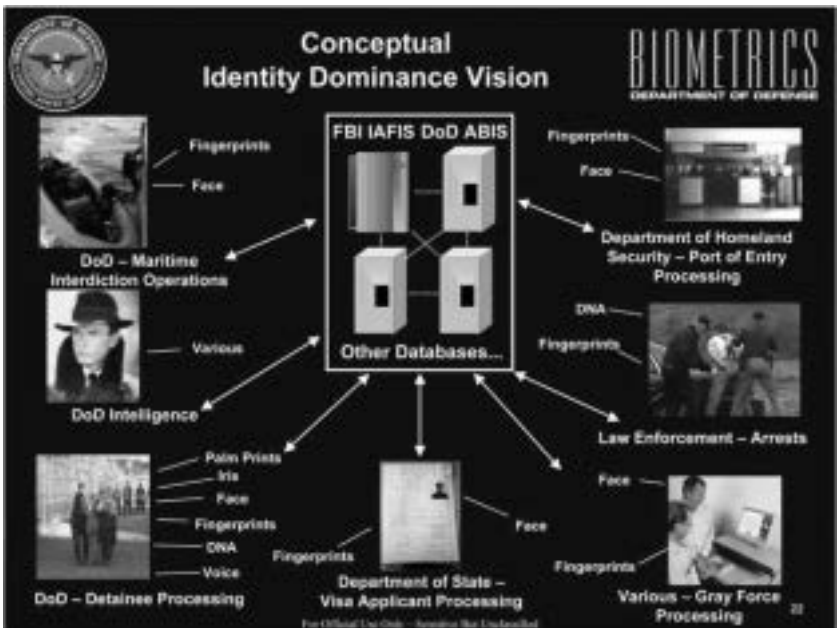 Conceptual
Identity Dominance Vision
BIOMETRICS
DEPARTMENT OF DEFENSE
FBI IAFIS DoD ABIS
Other Databases...
Fingerprints
Face
DoD – Maritime
Interdiction Operations
Various
DoD Intelligence
Palm Prints
Iris
Face
Fingerprints
DNA
Voice
DoD – Detainee Processing
Fingerprints
Face
Department of State –
Visa Applicant Processing
Fingerprints
Face
Department of Homeland
Security – Port of Entry
Processing
DNA
Fingerprints
Law Enforcement – Arrests
Face
Fingerprints
Various – Gray Force
Processing
22
For Official Use Only – Sensitive But Unclassified